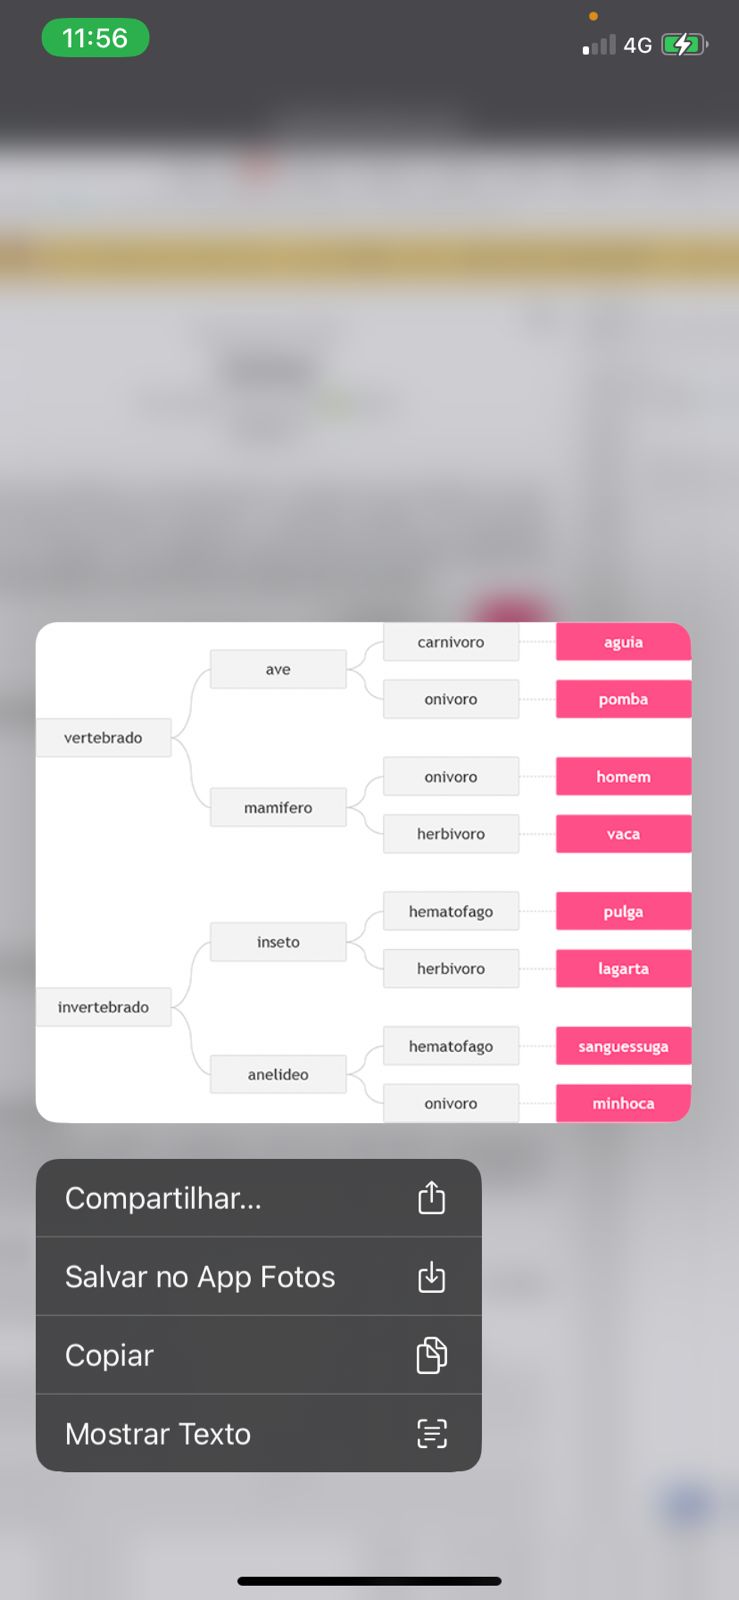 11:56
4G
carnivoro
aguia
ave
onivoro
pomba
vertebrado
onivoro
homem
mamifero
herbivoro
vaca
hematofago
pulga
inseto
herbivoro
lagarta
invertebrado
hematofago
sanguessuga
anelideo
onivoro
minhoca
Compartilhar...
Salvar no App Fotos
Copiar
Mostrar Texto